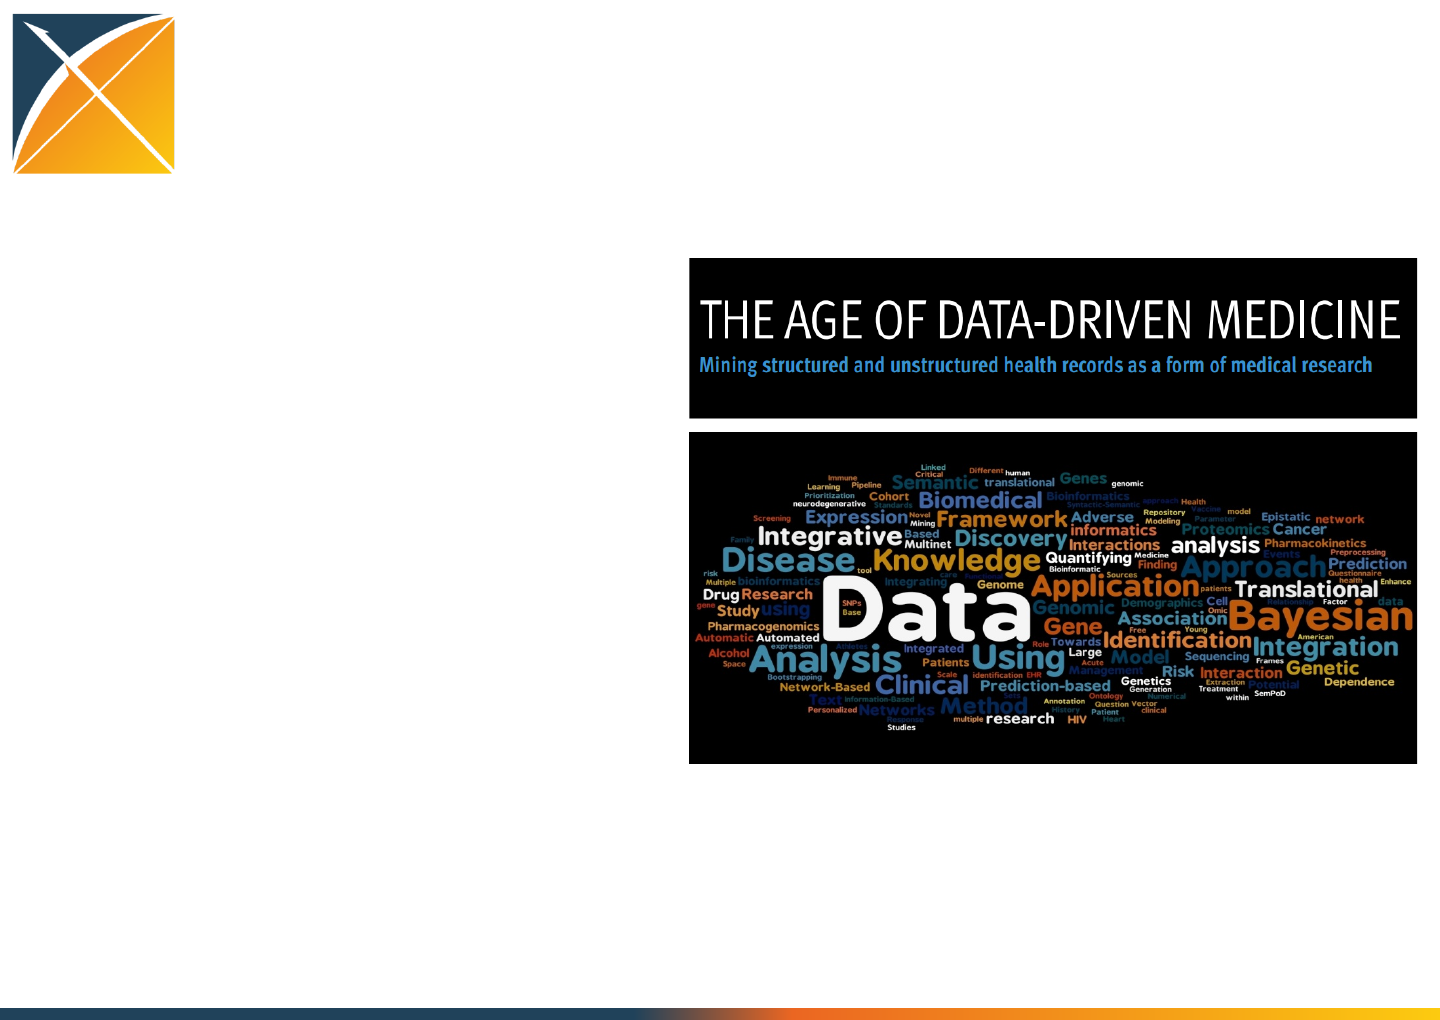 THE AGE OF DATA-DRIVEN MEDICINE
Mining structured and unstructured health records as a form of medical research
Linked
Different
human
Immune
Critical
Semantic
translational
Genes
genomic
Learning
Pipeline
Prioritization
Cohort
Biomedical
Bioinformatics
neurodegenerative
Standards
Syntactic-Semantic
approach
Health
Screening
Expression
Novel
Mining
Framework
Adverse
Repository
Modeling
Vaccine
model
Parameter
Epistatic
network
Family
Integrative
Based
Multinet
Discovery
informatics
Interactions
analysis
Proteomics
Cancer
Pharmacokinetics
Disease
tool
Knowledge
Quantifying
Medicine
Bioinformatic
Finding
Approach
Events
Preprocessing
Prediction
risk
Multiple
bioinformatics
Integrating
care
Genome
Sources
Application
patients
Translational
Questionnaire
health
Enhance
Drug
Research
Data
SNPs
Base
Genomic
Demographics
Cell
Omic
Relationship
Factor
data
gene
Study
using
Association
Bayesian
Pharmacogenomics
Gene
Free
Young
Automatic
Automated
Role
Towards
Identification
American
Integration
expression
Athletes
Integrated
Alcohol
Space
Analysis
Patients
Using
Large
Acute
Model
Sequencing
Frames
Genetic
Bootstrapping
Scale
identification
EHR
Management
Risk
Interaction
Network-Based
Clinical
Prediction-based
Genetics
Generation
Extraction
Treatment
Potential
Dependence
SemPoD
within
Text
Information-Based
Sets
Annotation
Ontology
Numerical
Personalized
Networks
Method
History
Question
Vector
Patient
clinical
Response
Studies
multiple
research
HIV
Heart